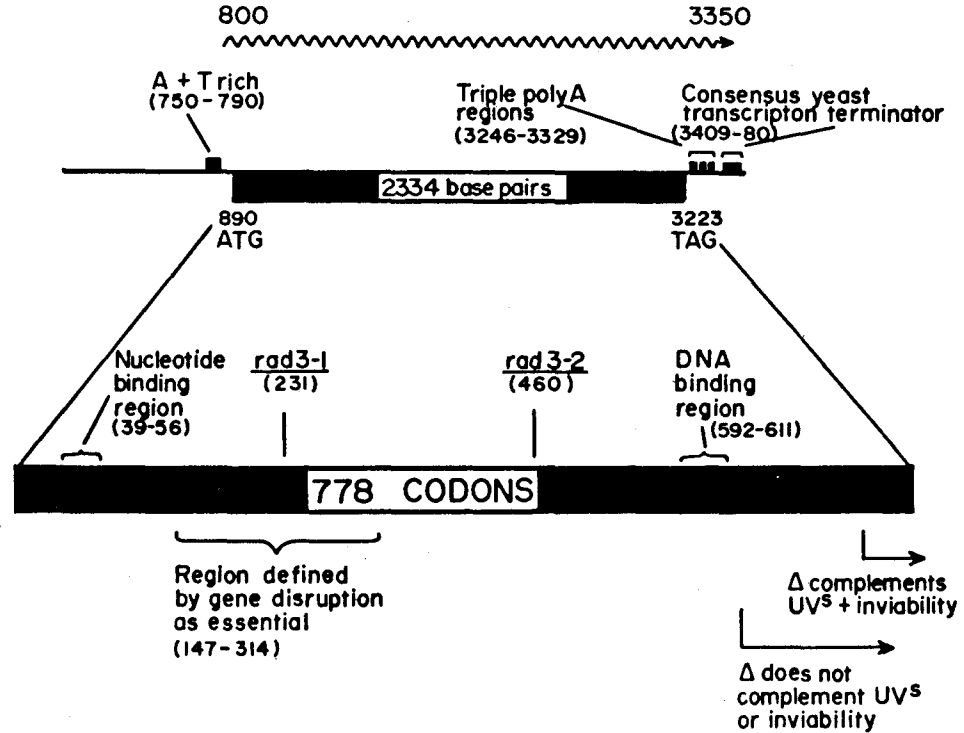 800 3350
A + T rich
(750-790)
Triple polyA
regions
(3246-3329)
Consensus yeast
transcripton terminator
(3409-80)
2334 base pairs
890
ATG
3223
TAG
Nucleotide
binding
region
(39-56)
rad3-1
(231)
rad3-2
(460)
DNA
binding
region
(592-611)
778 CODONS
Region defined
by gene disruption
as essential
(147-314)
Δ complements
UVˢ + inviability
Δ does not
complement UVˢ
or inviability